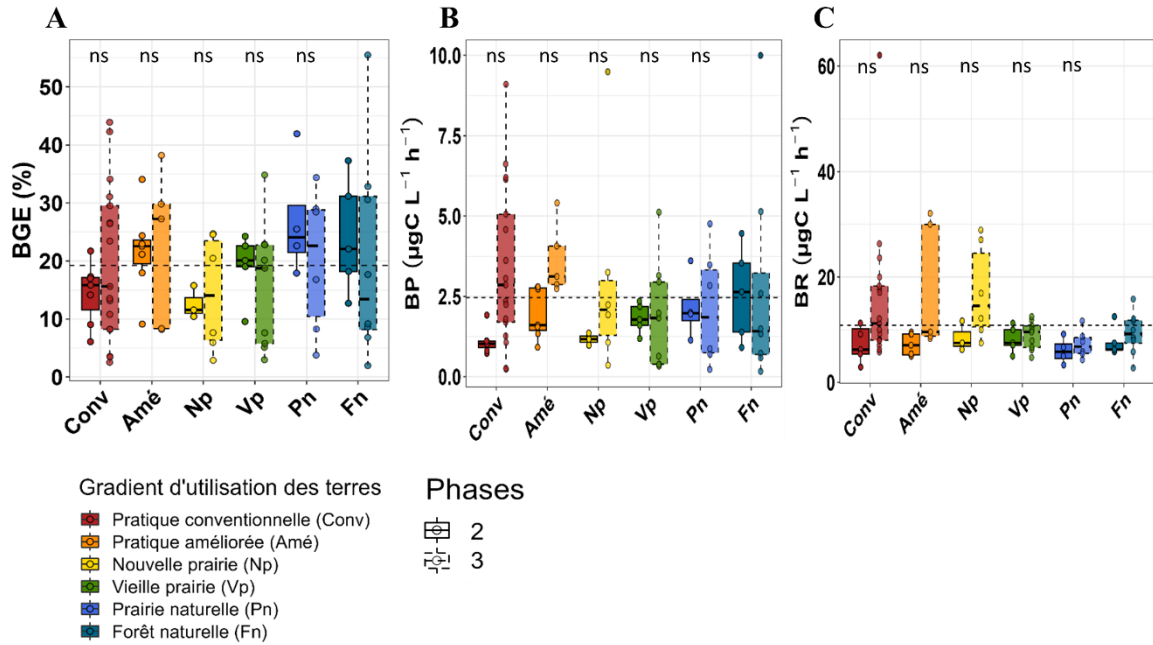 A
BGE (%)
50
40
30
20
10
0
ns ns ns ns ns
Conv Amé Np Vp Pn Fn
B
BP (µgC L⁻¹ h⁻¹)
10.0
7.5
5.0
2.5
0.0
ns ns ns ns ns
Conv Amé Np Vp Pn Fn
C
BR (µgC L⁻¹ h⁻¹)
60
40
20
0
ns ns ns ns ns
Conv Amé Np Vp Pn Fn
Gradient d'utilisation des terres
Pratique conventionnelle (Conv)
Pratique améliorée (Amé)
Nouvelle prairie (Np)
Vieille prairie (Vp)
Prairie naturelle (Pn)
Forêt naturelle (Fn)
Phases
2
3